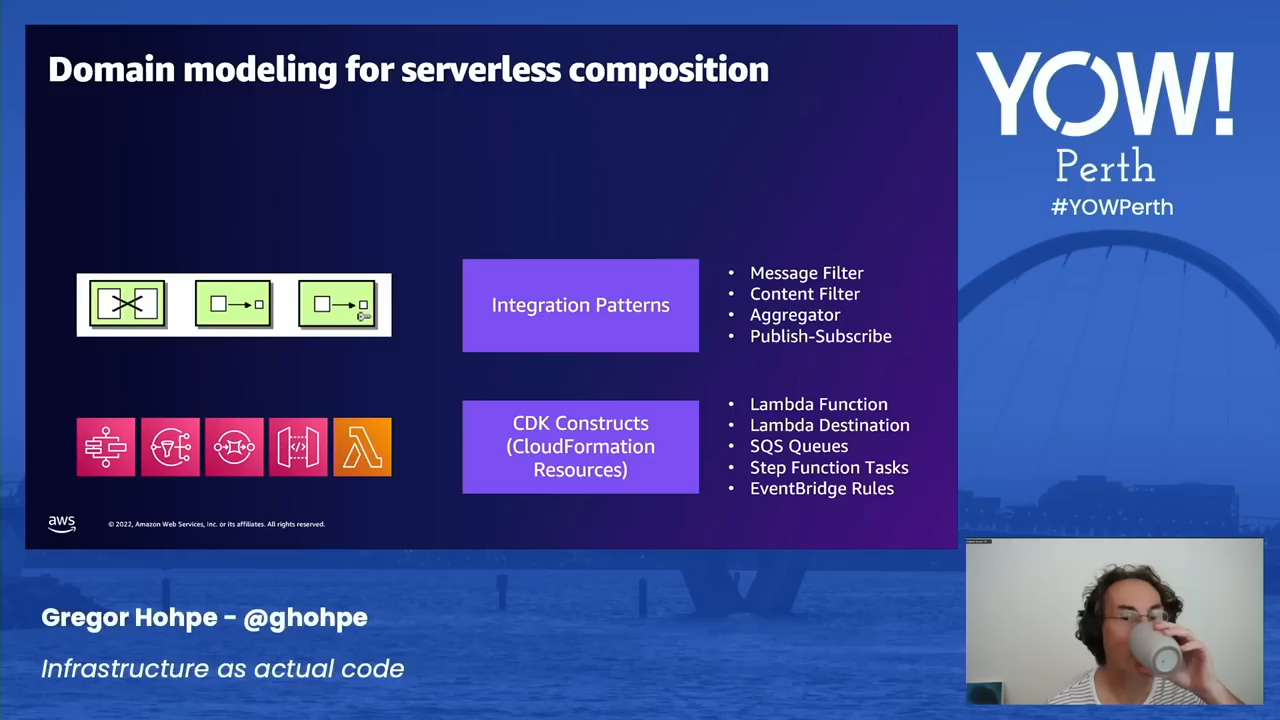 Domain modeling for serverless composition
Integration Patterns
• Message Filter
• Content Filter
• Aggregator
• Publish-Subscribe
CDK Constructs
(CloudFormation
Resources)
• Lambda Function
• Lambda Destination
• SQS Queues
• Step Function Tasks
• EventBridge Rules
aws
© 2022, Amazon Web Services, Inc. or its affiliates. All rights reserved.
YOW!
Perth
#YOWPerth
Gregor Hohpe - @ghohpe
Infrastructure as actual code